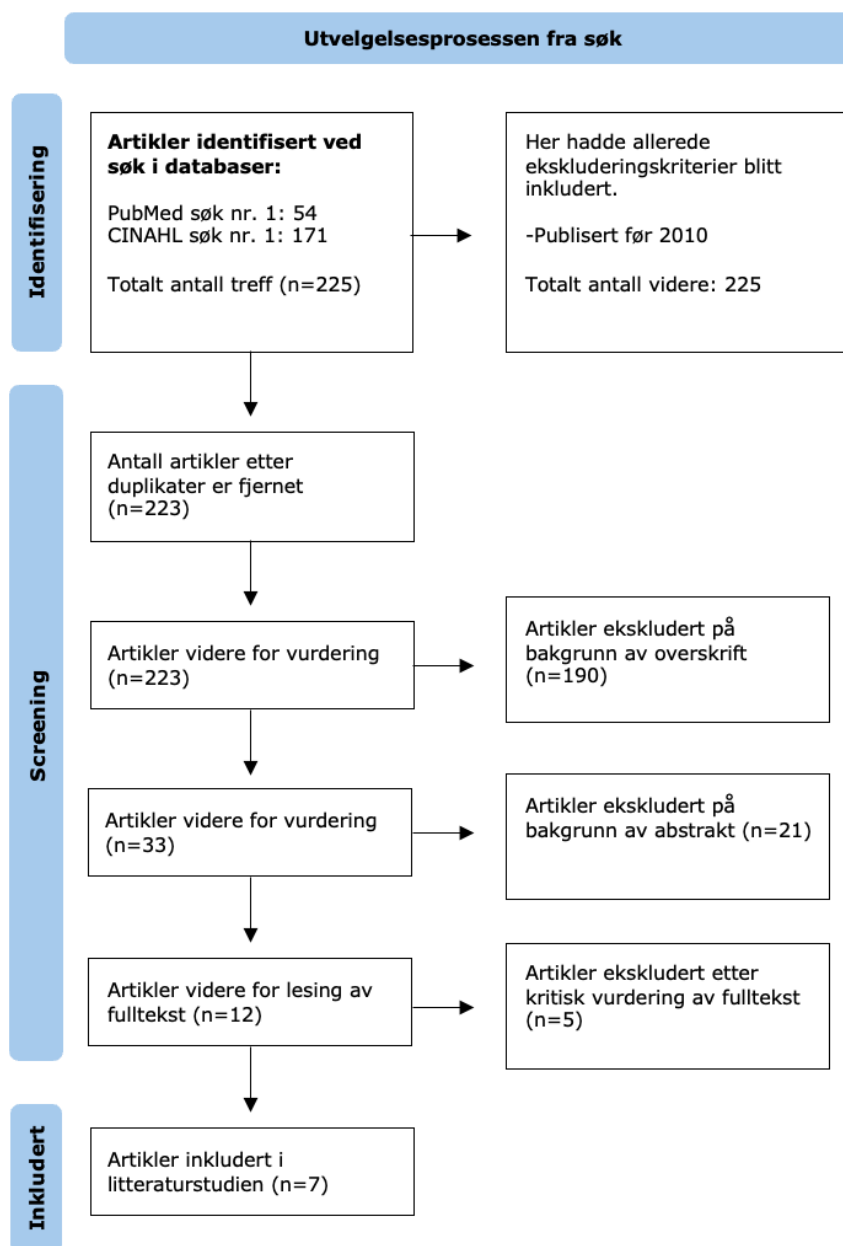 Utvelgelsesprosessen fra søk
Identifisering
Artikler identifisert ved
søk i databaser:
PubMed søk nr. 1: 54
CINAHL søk nr. 1: 171
Totalt antall treff (n=225)
Her hadde allerede
ekskluderingskriterier blitt
inkludert.
-Publisert før 2010
Totalt antall videre: 225
Screening
Antall artikler etter
duplikater er fjernet
(n=223)
Artikler videre for vurdering
(n=223)
Artikler ekskludert på
bakgrunn av overskrift
(n=190)
Artikler videre for vurdering
(n=33)
Artikler ekskludert på
bakgrunn av abstrakt (n=21)
Artikler videre for lesing av
fulltekst (n=12)
Artikler ekskludert etter
kritisk vurdering av fulltekst
(n=5)
Inkludert
Artikler inkludert i
litteraturstudien (n=7)